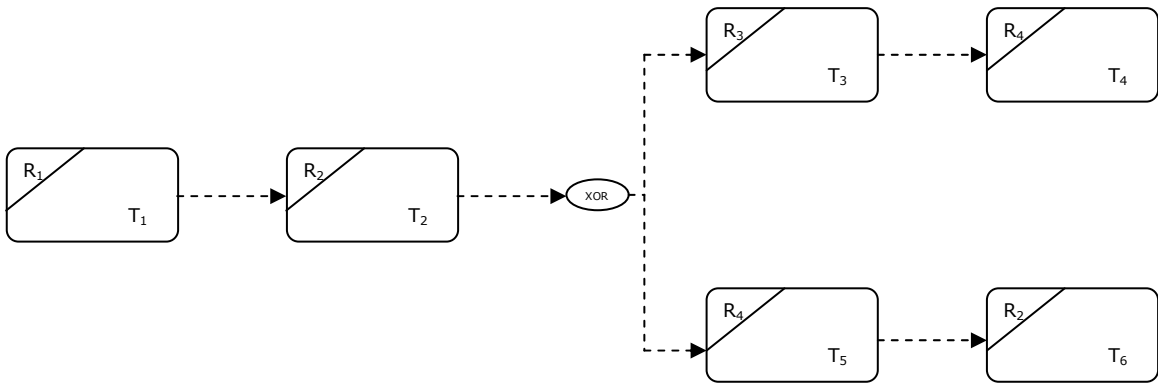 R₃
T₃
R₄
T₄
R₁
T₁
R₂
T₂
XOR
R₄
T₅
R₂
T₆